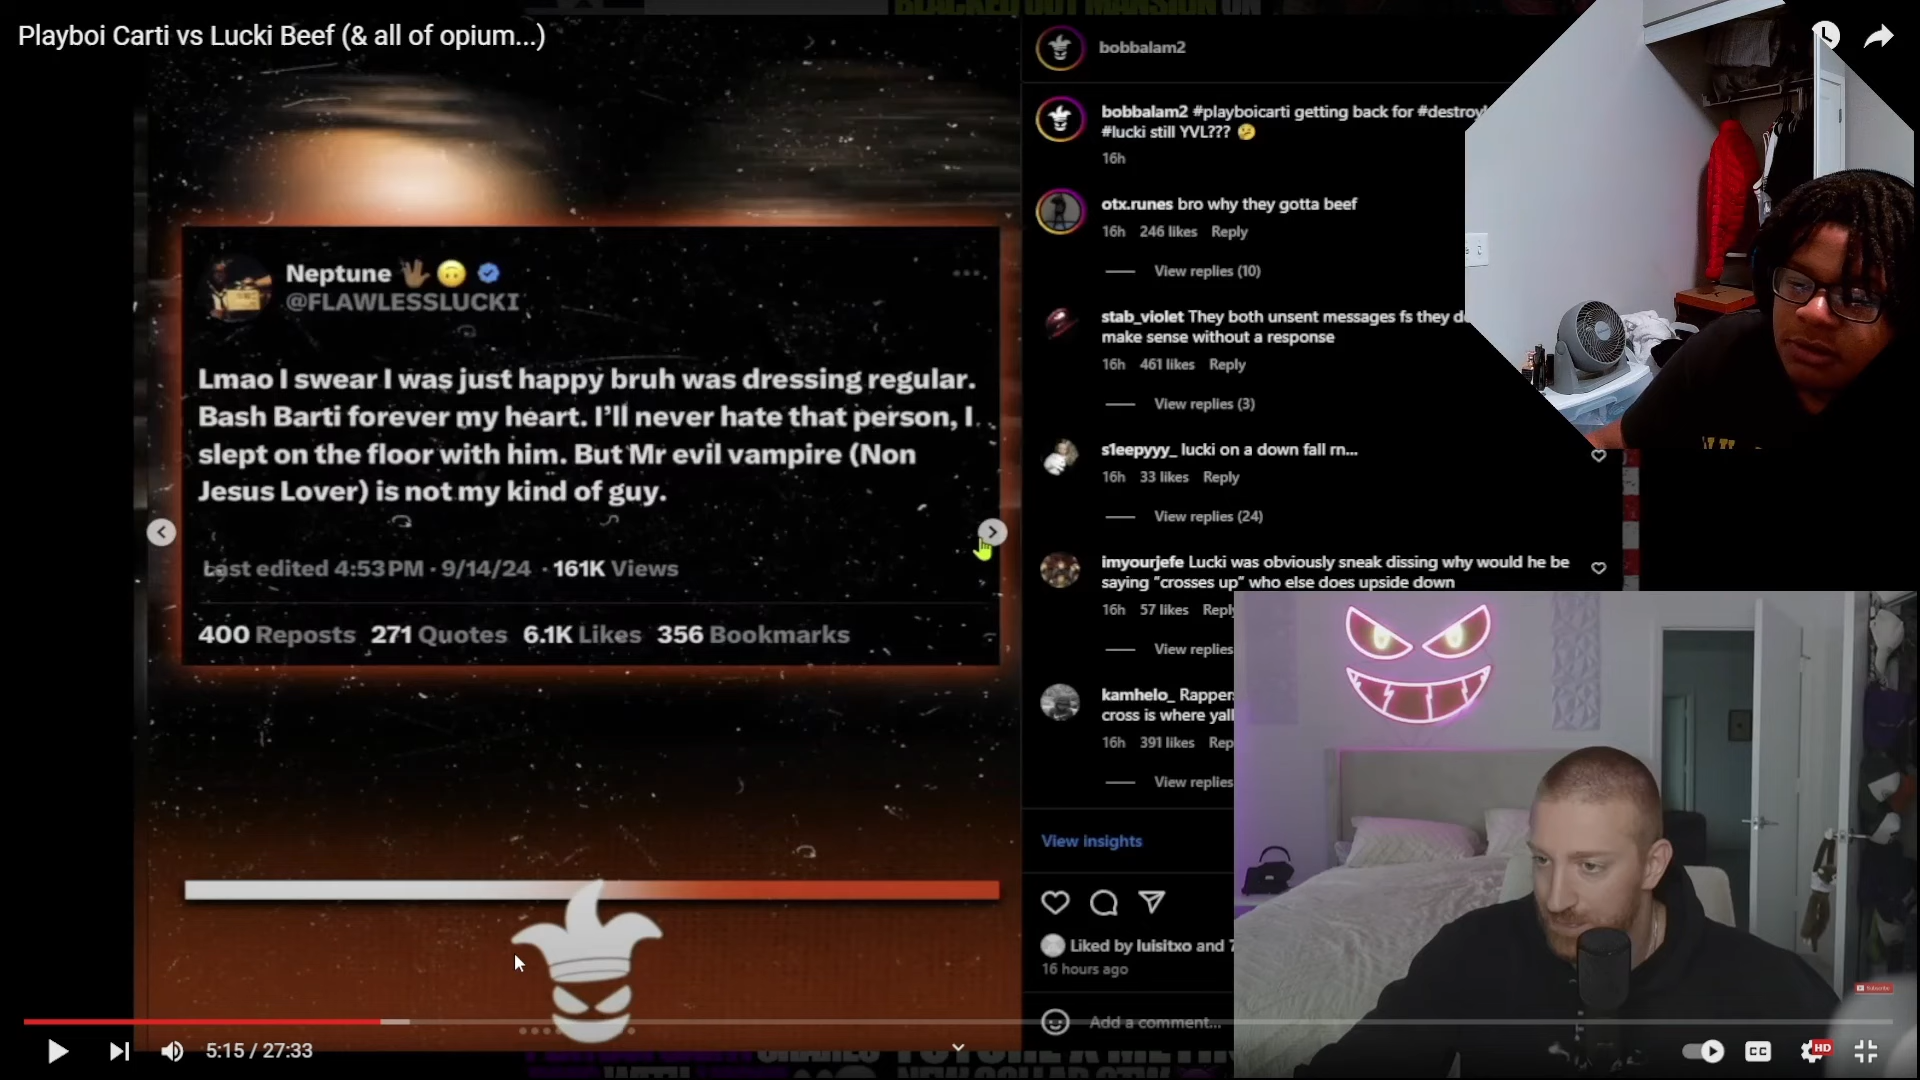 Playboi Carti vs Lucki Beef (& all of opium...)
Neptune
@FLAWLESSLUCKI
Lmao I swear I was just happy bruh was dressing regular.
Bash Barti forever my heart. I'll never hate that person, I
slept on the floor with him. But Mr evil vampire (Non
Jesus Lover) is not my kind of guy.
Last edited 4:53 PM · 9/14/24 · 161K Views
400 Reposts 271 Quotes 6.1K Likes 356 Bookmarks
bobbalam2
bobbalam2 #playboicarti getting back for
#lucki still YVL???
16h
otx.runes bro why they gotta beef
16h 246 likes Reply
View replies (10)
stab_violet They both unsent messages fs they
make sense without a response
16h 461 likes Reply
View replies (3)
s1eepyyy_ lucki on a down fall rn...
16h 33 likes Reply
View replies (24)
imyourjefe Lucki was obviously sneak dissing why would he be
saying "crosses up" who else does upside down
16h 57 likes
View replies
kamhelo_
cross is where yall
16h 391 likes
View replies
View insights
Liked by luisitxo and
16 hours ago
Add a comment...
Subscribe
5:15 / 27:33
CC
HD